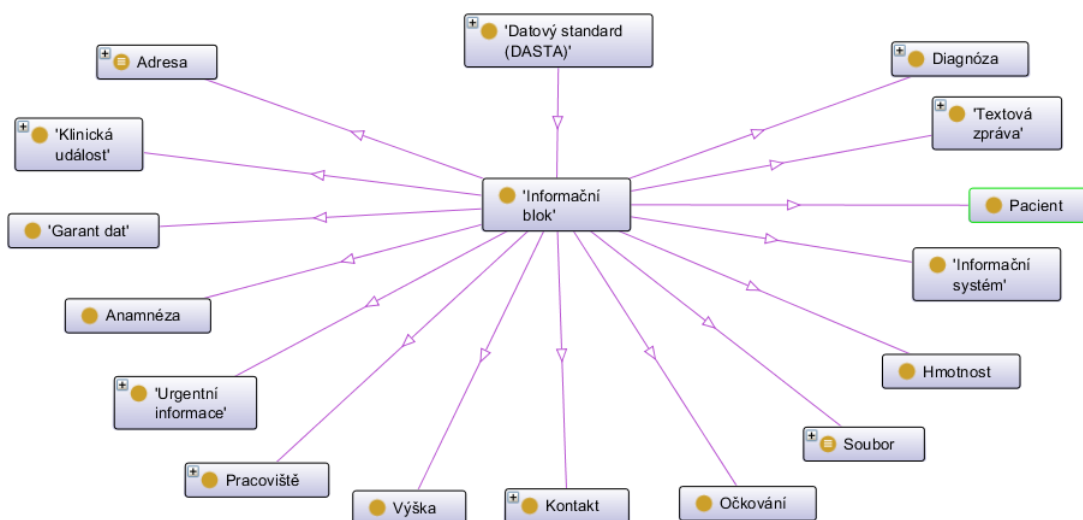 'Datový standard
(DASTA)'
Adresa
Diagnóza
'Textová
zpráva'
'Klinická
událost'
'Informační
blok'
Pacient
'Garant dat'
'Informační
systém'
Anamnéza
Hmotnost
'Urgentní
informace'
Soubor
Pracoviště
Výška
Kontakt
Očkování